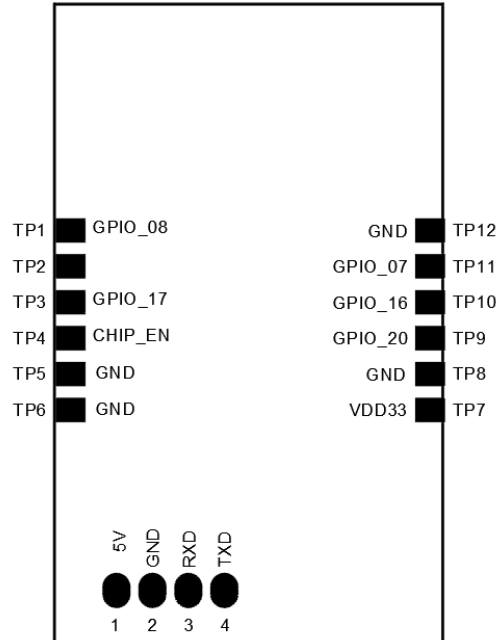 TP1 GPIO_08 GND TP12
TP2 GPIO_07 TP11
TP3 GPIO_17 GPIO_16 TP10
TP4 CHIP_EN GPIO_20 TP9
TP5 GND GND TP8
TP6 GND VDD33 TP7
5V GND RXD TXD
1 2 3 4